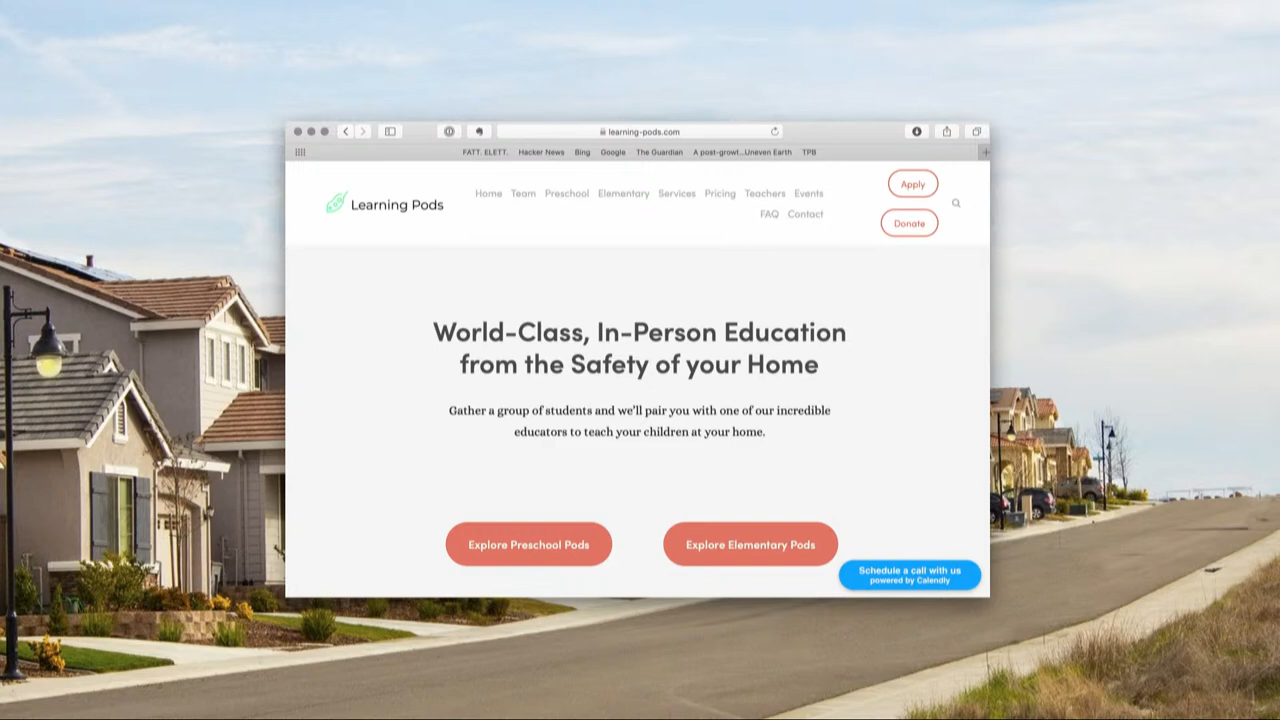 learning-pods.com
FATT. ELETT. Hacker News Bing Google The Guardian A post-growt...Uneven Earth TPB
Learning Pods
Home Team Preschool Elementary Services Pricing Teachers Events
FAQ Contact
Apply
Donate
World-Class, In-Person Education
from the Safety of your Home
Gather a group of students and we'll pair you with one of our incredible
educators to teach your children at your home.
Explore Preschool Pods Explore Elementary Pods
Schedule a call with us
powered by Calendly